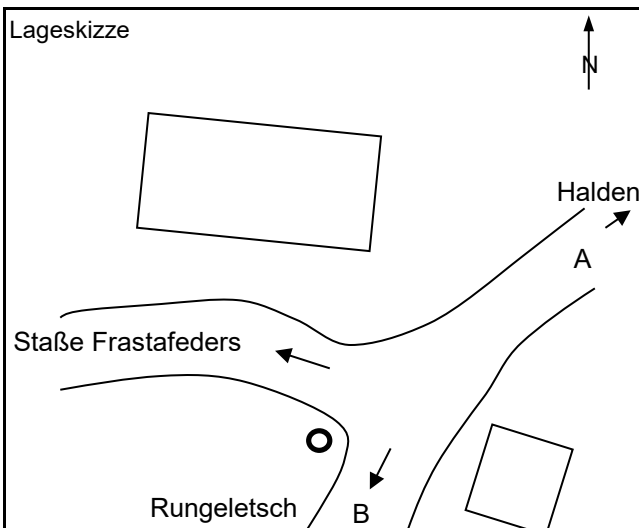 Lageskizze
N
Halden
A
Staße Frastafeders
Rungeletsch
B